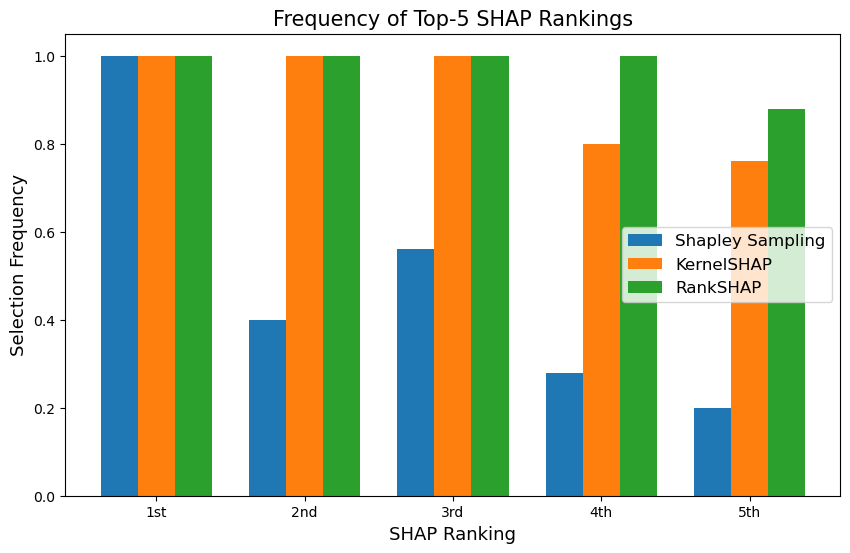 Frequency of Top-5 SHAP Rankings
Selection Frequency
1.0
0.8
0.6
0.4
0.2
0.0
Shapley Sampling
KernelSHAP
RankSHAP
1st
2nd
3rd
4th
5th
SHAP Ranking